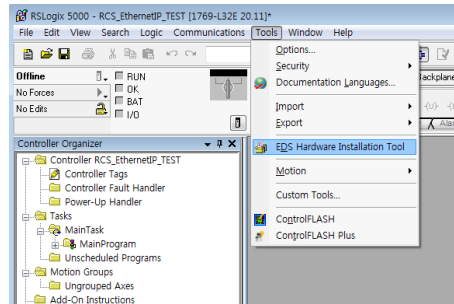 RSLogix 5000 - RCS_EthernetIP_TEST [1769-L32E 20.11]*
File Edit View Search Logic Communications Tools Window Help
Offline
RUN
No Forces
OK
BAT
No Edits
I/O
Options...
Security
Documentation Languages...
Import
Export
EDS Hardware Installation Tool
Motion
Custom Tools...
ControlFLASH
ControlFLASH Plus
Backplane
Controller Organizer
Controller RCS_EthernetIP_TEST
Controller Tags
Controller Fault Handler
Power-Up Handler
Tasks
MainTask
MainProgram
Unscheduled Programs
Motion Groups
Ungrouped Axes
Add-On Instructions